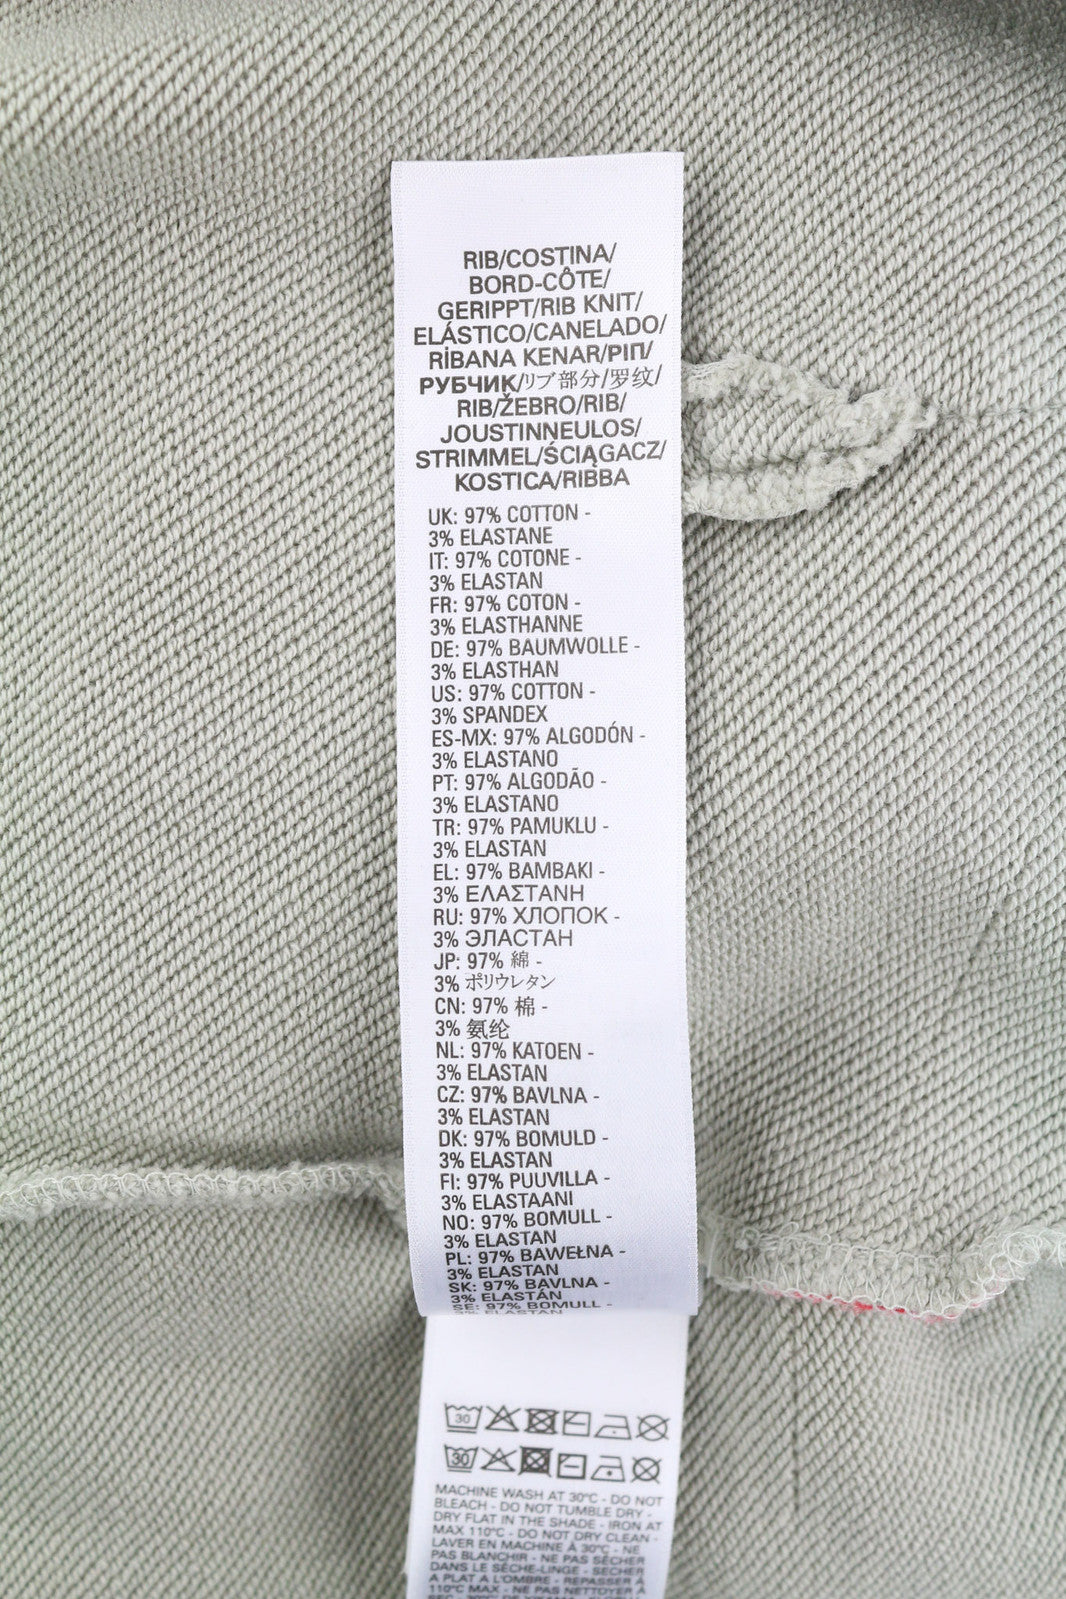 RIB/COSTINA/
BORD-CÔTE/
GERIPPT/RIB KNIT/
ELÁSTICO/CANELADO/
RİBANA KENAR/ΡΙΠ/
РУБЧИК/リブ部分/罗纹/
RIB/ŽEBRO/RIB/
JOUSTINNEULOS/
STRIMMEL/ŚCIĄGACZ/
KOSTICA/RIBBA
UK: 97% COTTON -
3% ELASTANE
IT: 97% COTONE -
3% ELASTAN
FR: 97% COTON -
3% ELASTHANNE
DE: 97% BAUMWOLLE -
3% ELASTHAN
US: 97% COTTON -
3% SPANDEX
ES-MX: 97% ALGODÓN -
3% ELASTANO
PT: 97% ALGODÃO -
3% ELASTANO
TR: 97% PAMUKLU -
3% ELASTAN
EL: 97% ΒΑΜΒΑΚΙ -
3% ΕΛΑΣΤΑΝΗ
RU: 97% ХЛОПОК -
3% ЭЛАСТАН
JP: 97% 綿 -
3% ポリウレタン
CN: 97% 棉 -
3% 氨纶
NL: 97% KATOEN -
3% ELASTAN
CZ: 97% BAVLNA -
3% ELASTAN
DK: 97% BOMULD -
3% ELASTAN
FI: 97% PUUVILLA -
3% ELASTAANI
NO: 97% BOMULL -
3% ELASTAN
PL: 97% BAWEŁNA -
3% ELASTAN
SK: 97% BAVLNA -
3% ELASTÁN
SE: 97% BOMULL -
3% ELASTAN
30
30
MACHINE WASH AT 30°C - DO NOT
BLEACH - DO NOT TUMBLE DRY -
DRY FLAT IN THE SHADE - IRON AT
MAX 110°C - DO NOT DRY CLEAN -
LAVER EN MACHINE À 30°C - NE
PAS BLANCHIR - NE PAS SÉCHER
DANS LE SÈCHE-LINGE - SÉCHER
A PLAT A L'OMBRE - REPASSER À
110°C MAX - NE PAS NETTOYER À